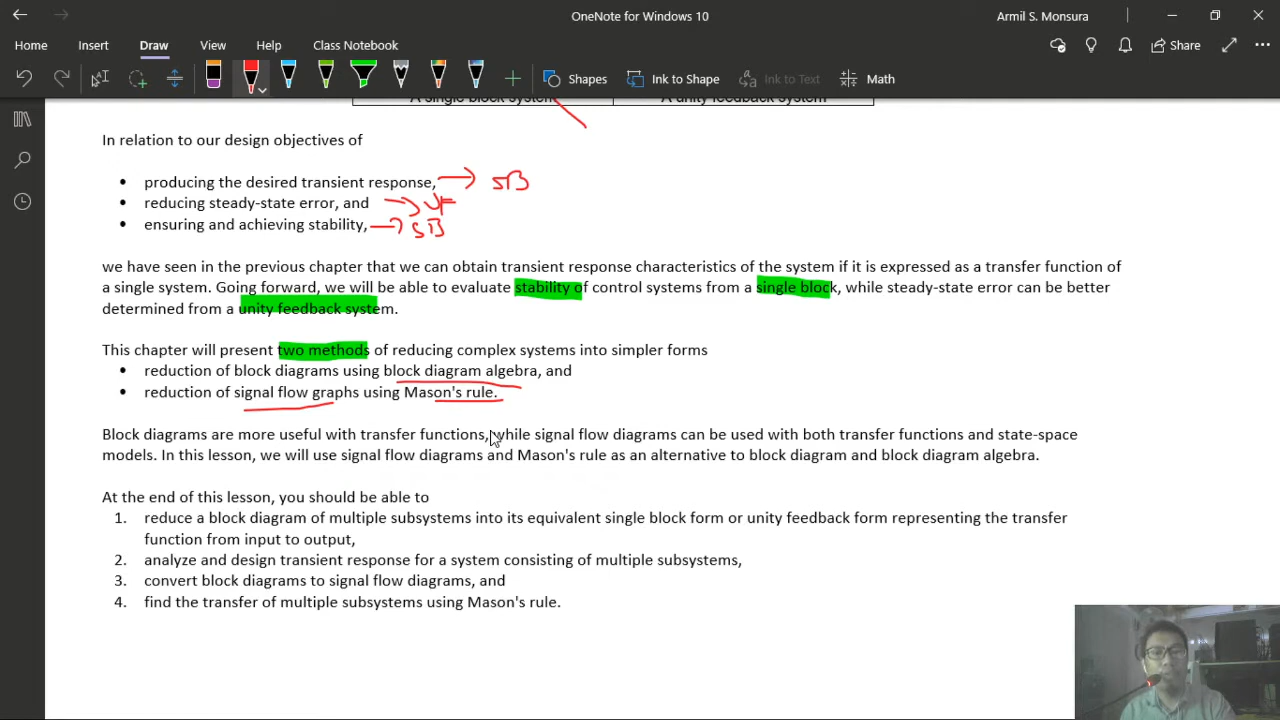 OneNote for Windows 10
Armil S. Monsura
Home Insert Draw View Help Class Notebook
Share
Shapes Ink to Shape Ink to Text Math
A single block system A unity feedback system
In relation to our design objectives of
• producing the desired transient response, → SB
• reducing steady-state error, and → UF
• ensuring and achieving stability, → SB
we have seen in the previous chapter that we can obtain transient response characteristics of the system if it is expressed as a transfer function of
a single system. Going forward, we will be able to evaluate stability of control systems from a single block, while steady-state error can be better
determined from a unity feedback system.
This chapter will present two methods of reducing complex systems into simpler forms
• reduction of block diagrams using block diagram algebra, and
• reduction of signal flow graphs using Mason's rule.
Block diagrams are more useful with transfer functions, while signal flow diagrams can be used with both transfer functions and state-space
models. In this lesson, we will use signal flow diagrams and Mason's rule as an alternative to block diagram and block diagram algebra.
At the end of this lesson, you should be able to
1. reduce a block diagram of multiple subsystems into its equivalent single block form or unity feedback form representing the transfer
function from input to output,
2. analyze and design transient response for a system consisting of multiple subsystems,
3. convert block diagrams to signal flow diagrams, and
4. find the transfer of multiple subsystems using Mason's rule.